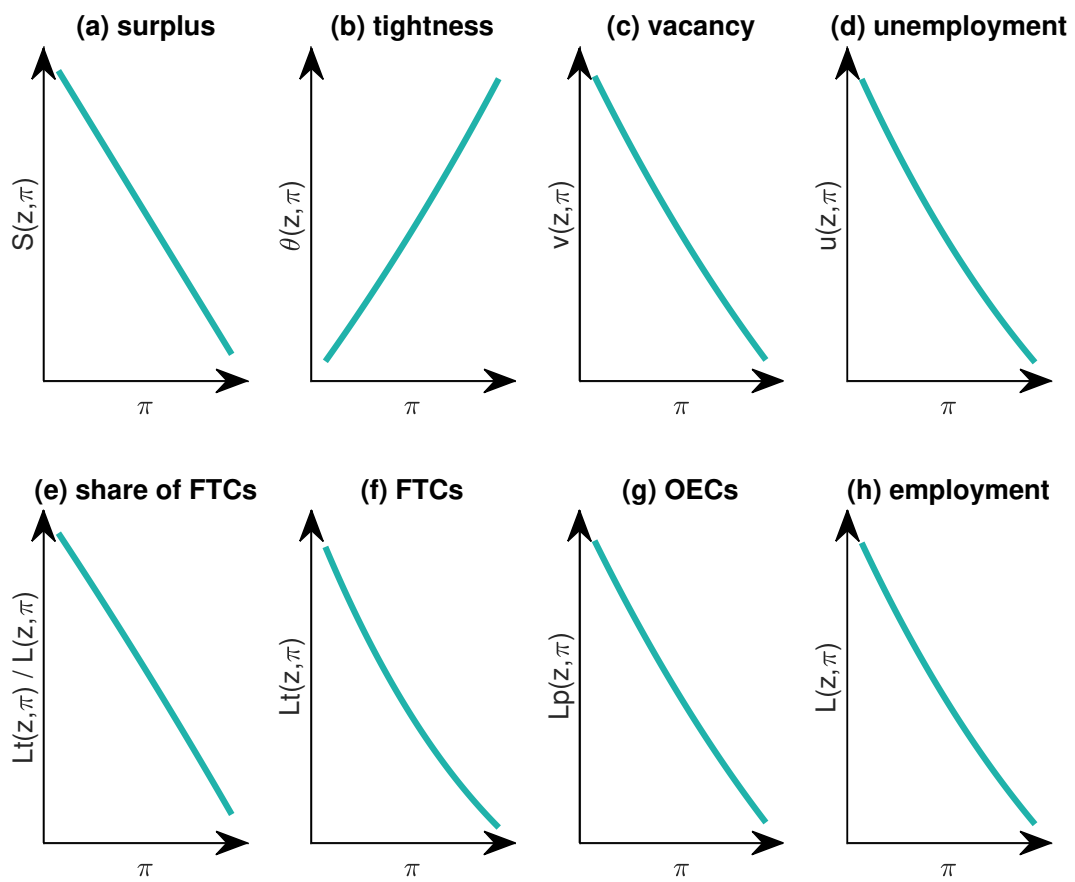 (a) surplus
(b) tightness
(c) vacancy
(d) unemployment
S(z,π)
θ(z,π)
v(z,π)
u(z,π)
π
π
π
π
(e) share of FTCs
(f) FTCs
(g) OECs
(h) employment
Lt(z,π) / L(z,π)
Lt(z,π)
Lp(z,π)
L(z,π)
π
π
π
π